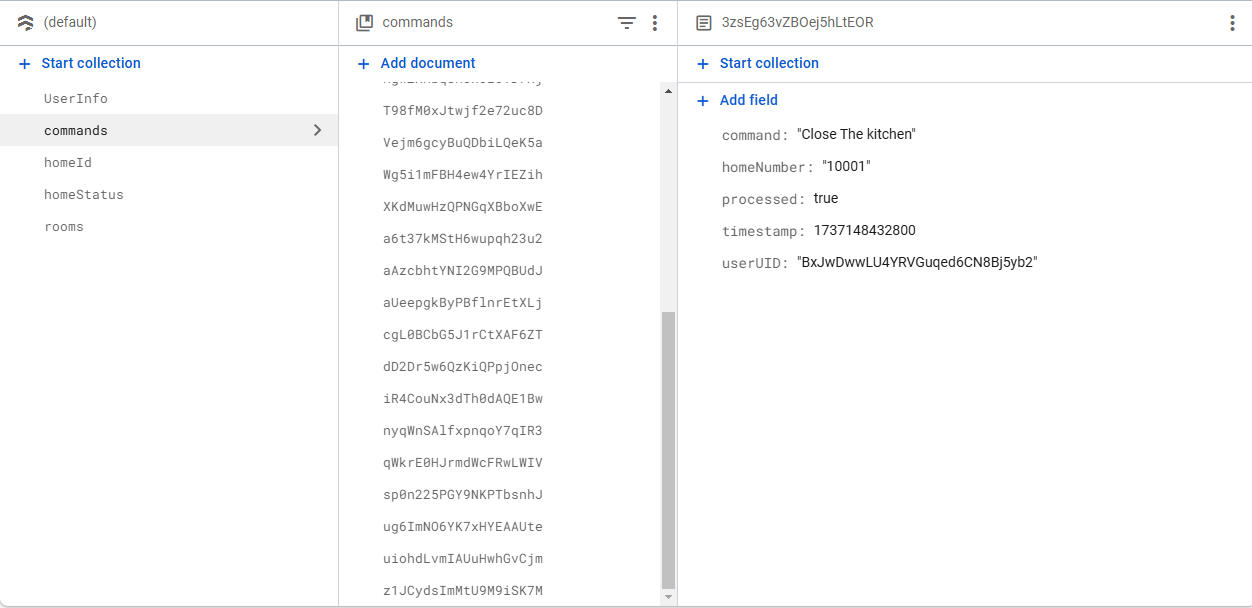 (default)
Start collection
UserInfo
commands
homeId
homeStatus
rooms
commands
Add document
T98fM0xJtwjf2e72uc8D
Vejm6gcyBuQDbiLQeK5a
Wg5i1mFBH4ew4YrIEZih
XKdMuwHzQPNGqXBboXwE
a6t37kMStH6wupqh23u2
aAzcbhtYNI2G9MPQBUdJ
aUeepgkByPBflnrEtXLj
cgL0BCbG5J1rCtXAF6ZT
dD2Dr5w6QzKiQPpjOnec
iR4CouNx3dTh0dAQE1Bw
nyqWnSAlfxpnqoY7qIR3
qWkrE0HJrmdWcFRwLWIV
sp0n225PGY9NKPTbsnhJ
ug6ImNO6YK7xHYEAAUte
uiohdLvmIAUuHwhGvCjm
z1JCydsImMtU9M9iSK7M
3zsEg63vZBOej5hLtEOR
Start collection
Add field
command: "Close The kitchen"
homeNumber: "10001"
processed: true
timestamp: 1737148432800
userUID: "BxJwDwwLU4YRVGuqed6CN8Bj5yb2"